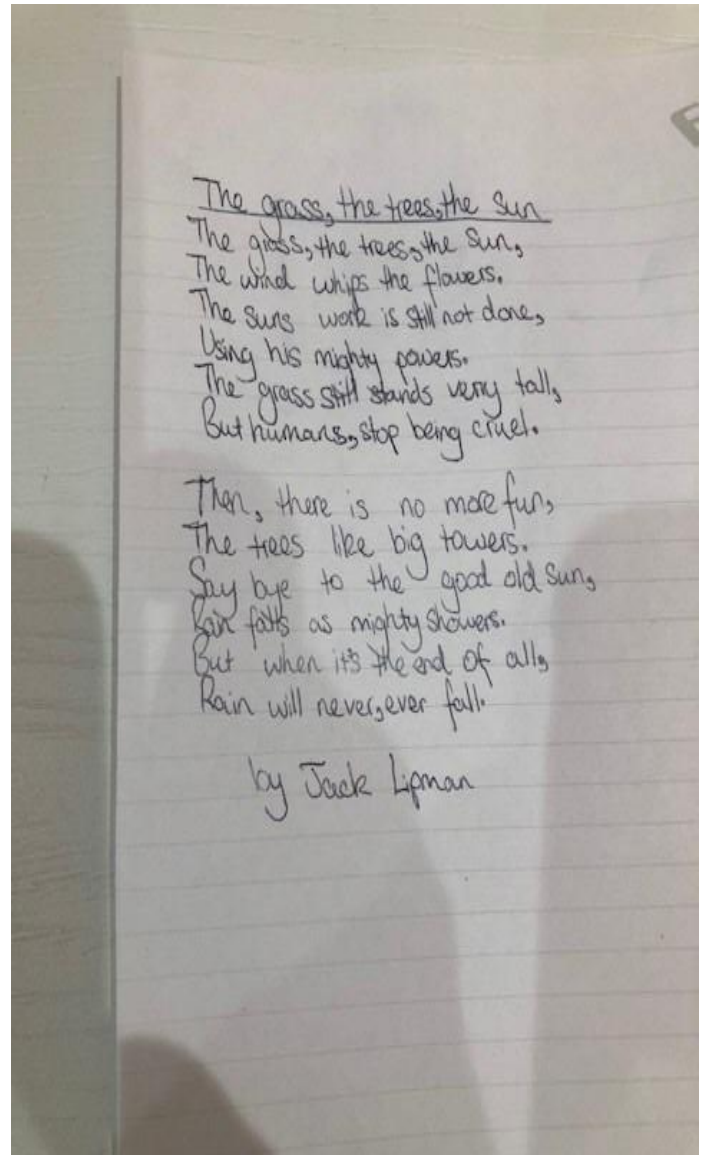 The grass, the trees, the Sun
The grass, the trees, the Sun,
The wind whips the flowers.
The suns work is still not done,
Using his mighty powers.
The grass still stands very tall,
But humans, stop being cruel.
Then, there is no more fun,
The trees like big towers.
Say bye to the good old Sun,
Rain falls as mighty showers.
But when it's the end of all,
Rain will never, ever fall.
by Jack Lipman